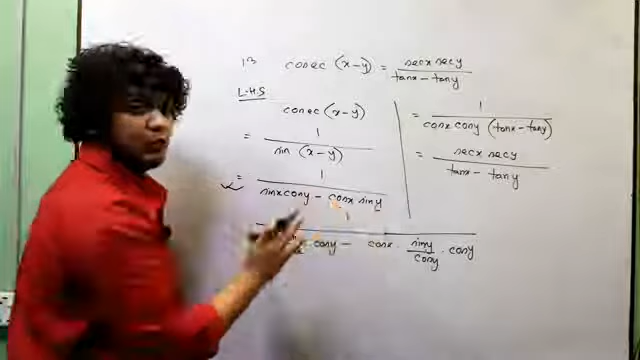 13 cosec (x-y) = secx secy / tanx - tany
L.H.S
cosec (x-y)
= 1 / sin (x-y)
= 1 / sinx cosy - cosx siny
= 1 / cosy - cosx . siny/cosy . cosy
= 1 / cosx cosy (tanx - tany)
= secx secy / tanx - tany